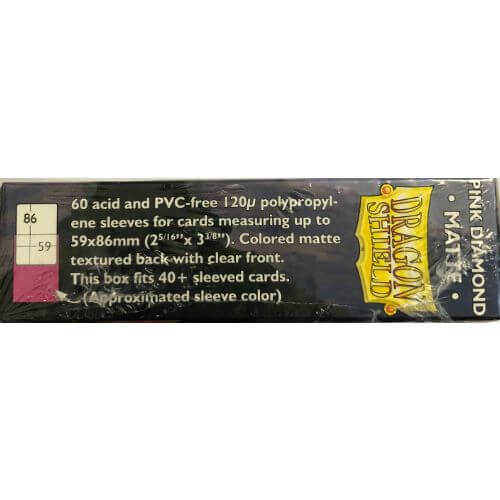 86
59
60 acid and PVC-free 120µ polypropyl-
ene sleeves for cards measuring up to
59x86mm (2 5/16”x 3 3/8”). Colored matte
textured back with clear front.
This box fits 40+ sleeved cards.
(Approximated sleeve color)
DRAGON
SHIELD
• MATTE •
PINK DIAMOND